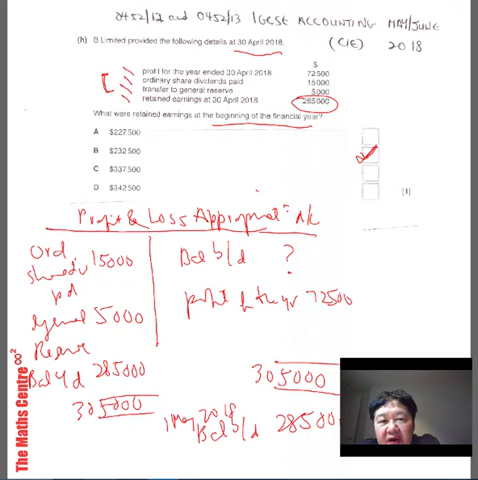 0452/12 and 0452/13 IGCSE ACCOUNTING MAY/JUNE
(CIE) 2018
(h) B Limited provided the following details at 30 April 2018.
$
profit for the year ended 30 April 2018 72 500
ordinary share dividends paid 15 000
transfer to general reserve 5 000
retained earnings at 30 April 2018 285 000
What were retained earnings at the beginning of the financial year?
A $227 500
B $232 500
C $337 500
D $342 500
[1]
Profit & Loss Appropriat: A/c
Ord. 15000
Bal b/d ?
pd
profit for the yr 72500
general 5000
Reserve
Bal c/d 285000
305000
305000
1 May 2018
Bal b/d 28500
The Maths Centre ∞²